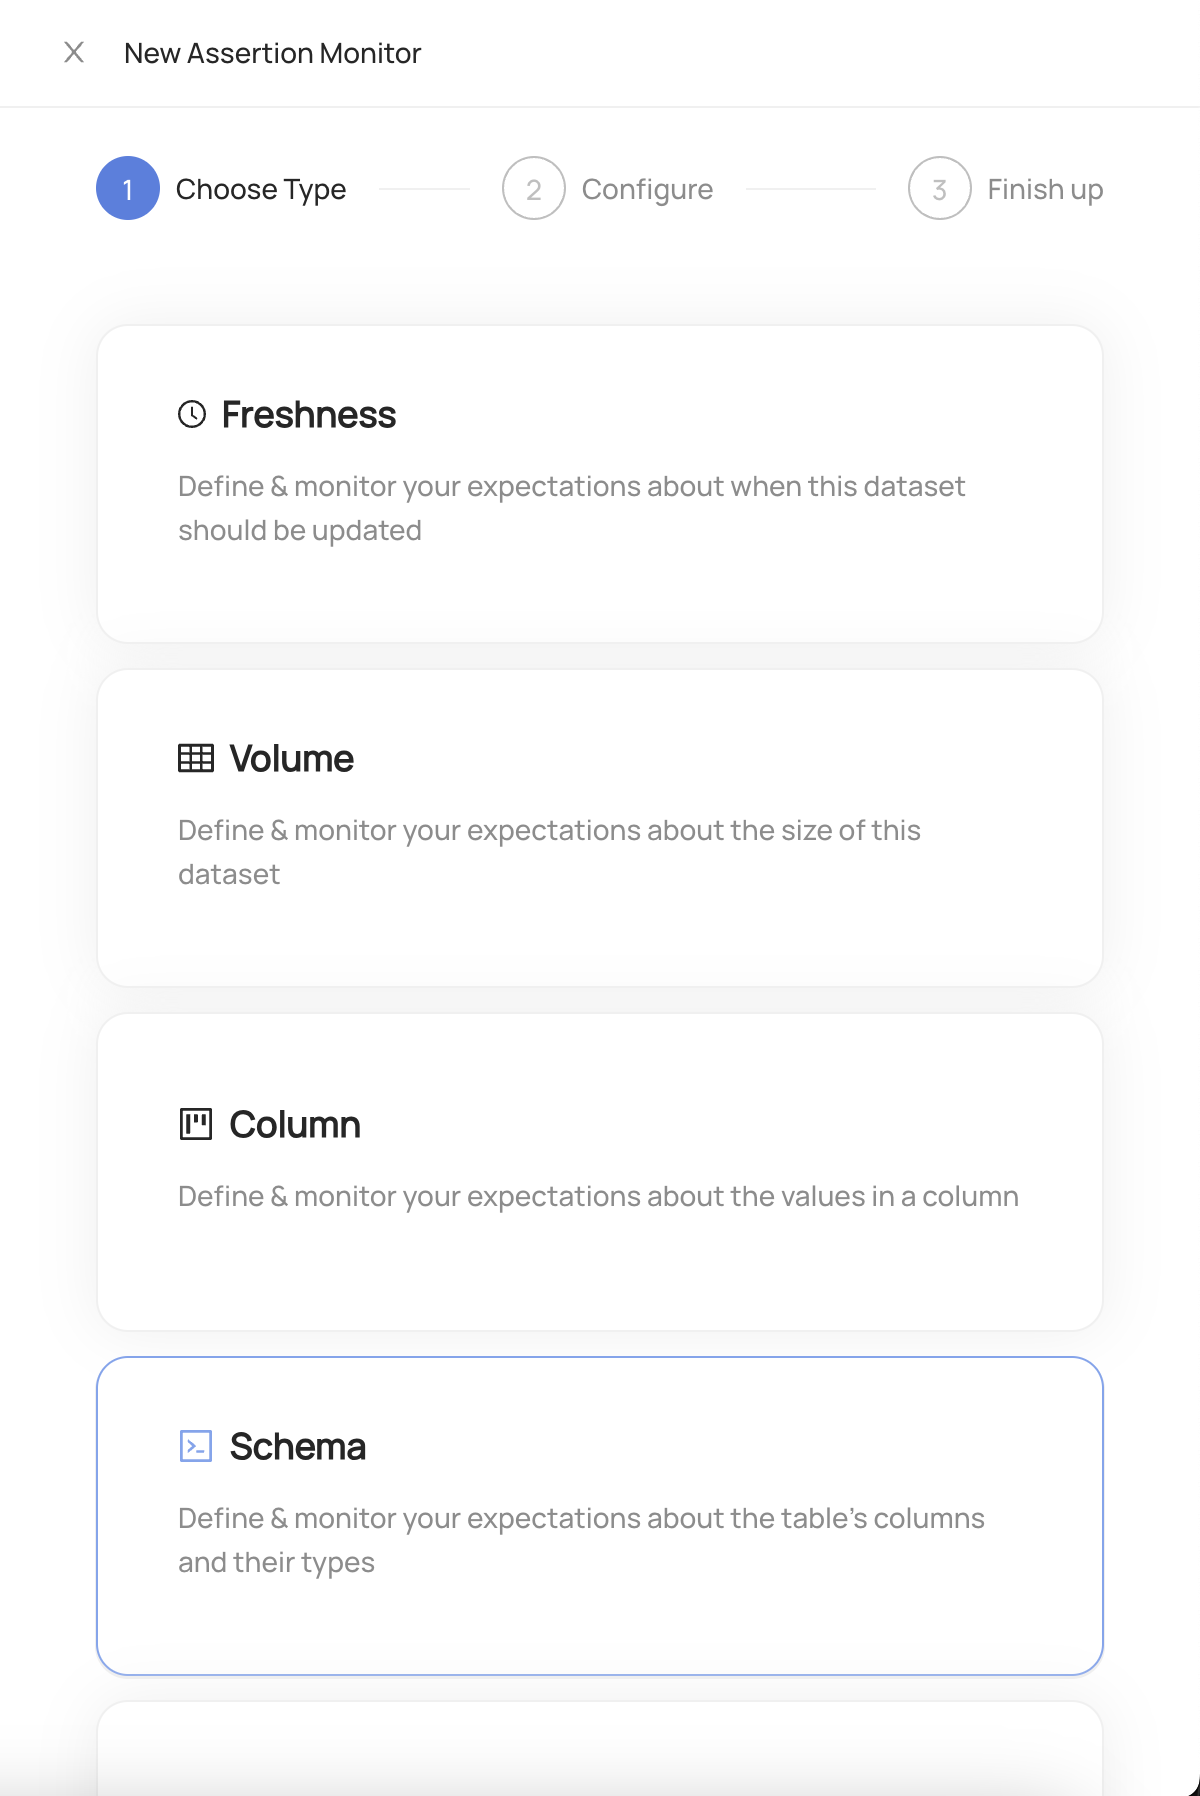 New Assertion Monitor
1 Choose Type 2 Configure 3 Finish up
Freshness
Define & monitor your expectations about when this dataset
should be updated
Volume
Define & monitor your expectations about the size of this
dataset
Column
Define & monitor your expectations about the values in a column
Schema
Define & monitor your expectations about the table’s columns
and their types